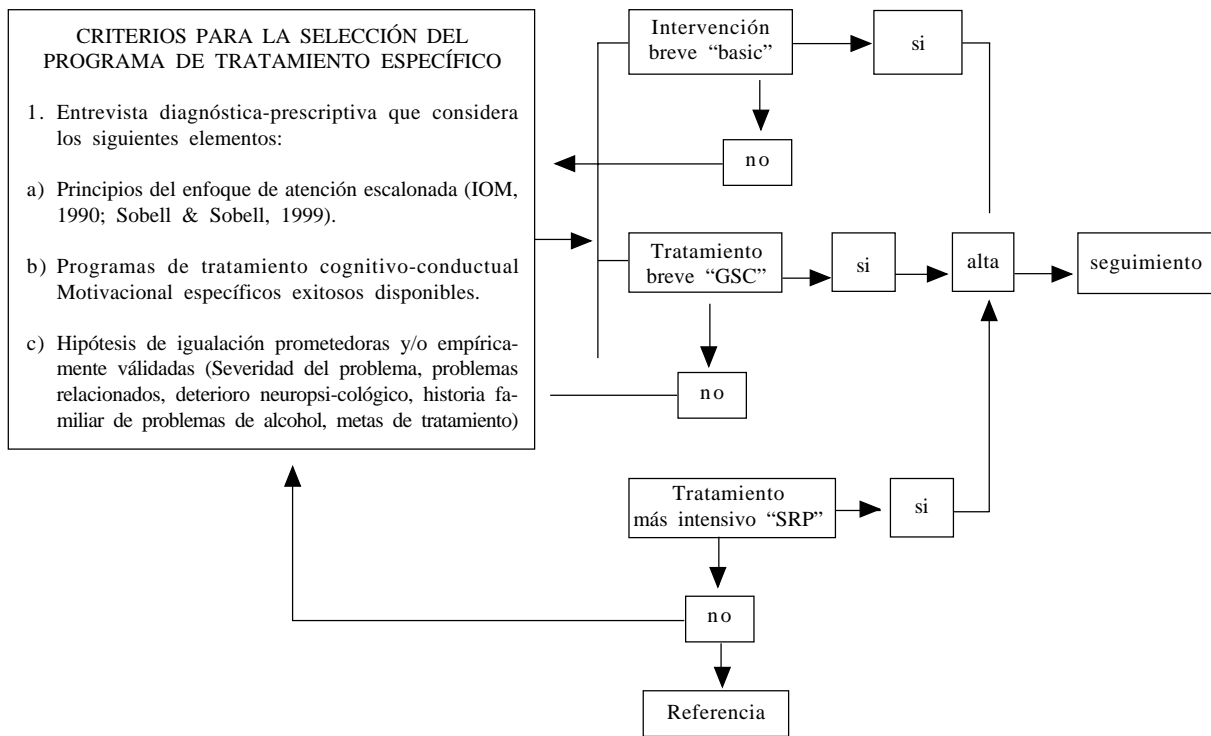 CRITERIOS PARA LA SELECCIÓN DEL
PROGRAMA DE TRATAMIENTO ESPECÍFICO
1. Entrevista diagnóstica-prescriptiva que considera
los siguientes elementos:
a) Principios del enfoque de atención escalonada (IOM,
1990; Sobell & Sobell, 1999).
b) Programas de tratamiento cognitivo-conductual
Motivacional específicos exitosos disponibles.
c) Hipótesis de igualación prometedoras y/o empírica-
mente válidadas (Severidad del problema, problemas
relacionados, deterioro neuropsi-cológico, historia fa-
miliar de problemas de alcohol, metas de tratamiento)
Intervención
breve “basic”
si
no
Tratamiento
breve “GSC”
si
alta
seguimiento
no
Tratamiento
más intensivo “SRP”
si
no
Referencia